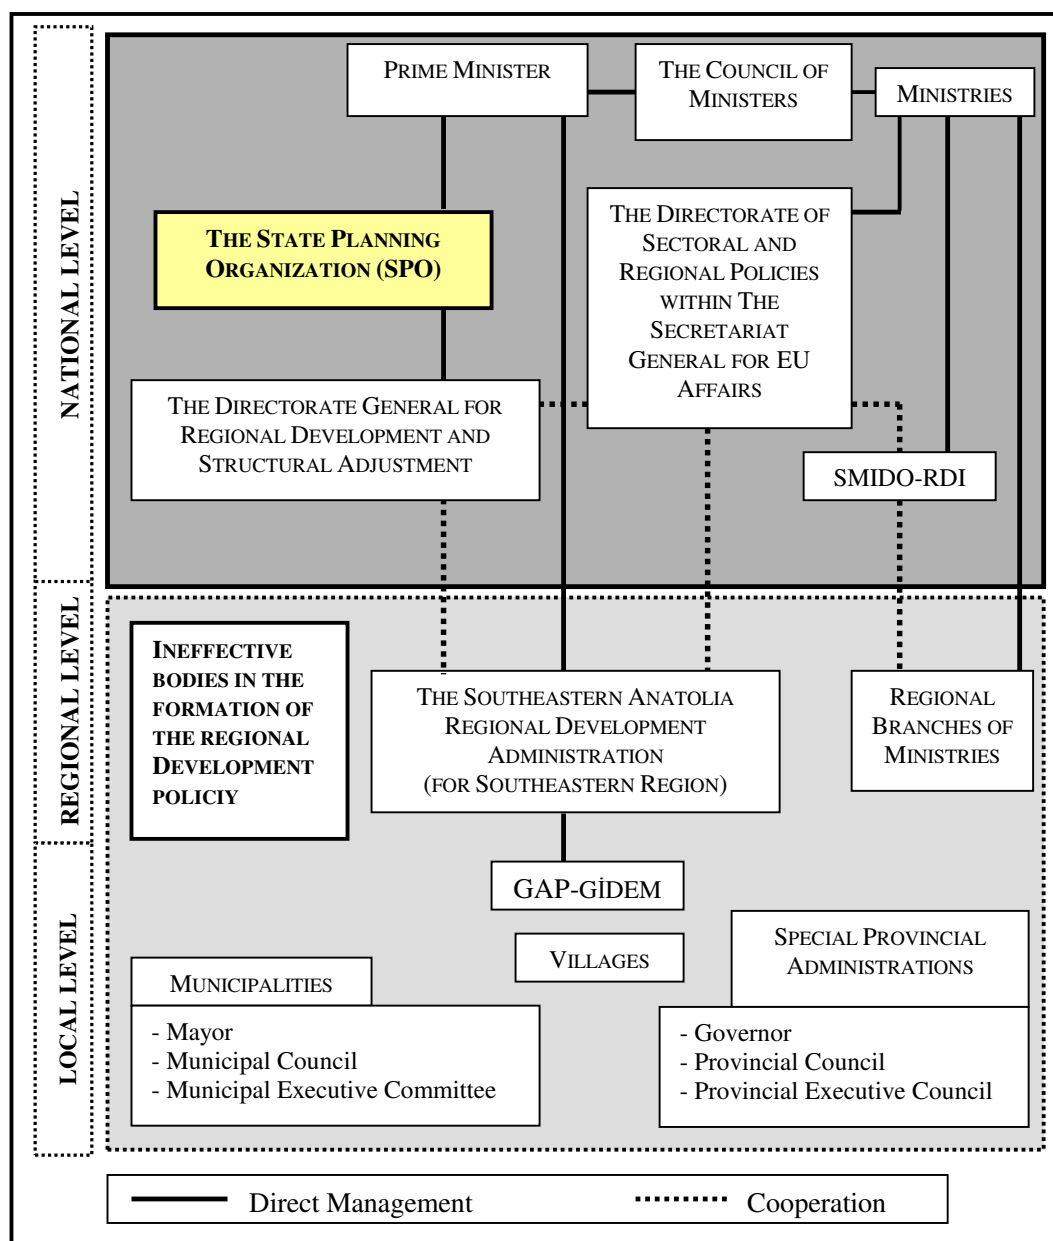 NATIONAL LEVEL
PRIME MINISTER
THE COUNCIL OF
MINISTERS
MINISTRIES
THE STATE PLANNING
ORGANIZATION (SPO)
THE DIRECTORATE OF
SECTORAL AND
REGIONAL POLICIES
WITHIN THE
SECRETARIAT
GENERAL FOR EU
AFFAIRS
THE DIRECTORATE GENERAL FOR
REGIONAL DEVELOPMENT AND
STRUCTURAL ADJUSTMENT
SMIDO-RDI
REGIONAL LEVEL
INEFFECTIVE
BODIES IN THE
FORMATION OF
THE REGIONAL
DEVELOPMENT
POLICIY
THE SOUTHEASTERN ANATOLIA
REGIONAL DEVELOPMENT
ADMINISTRATION
(FOR SOUTHEASTERN REGION)
REGIONAL
BRANCHES OF
MINISTRIES
LOCAL LEVEL
GAP-GİDEM
VILLAGES
SPECIAL PROVINCIAL
ADMINISTRATIONS
MUNICIPALITIES
- Mayor
- Municipal Council
- Municipal Executive Committee
- Governor
- Provincial Council
- Provincial Executive Council
Direct Management
Cooperation